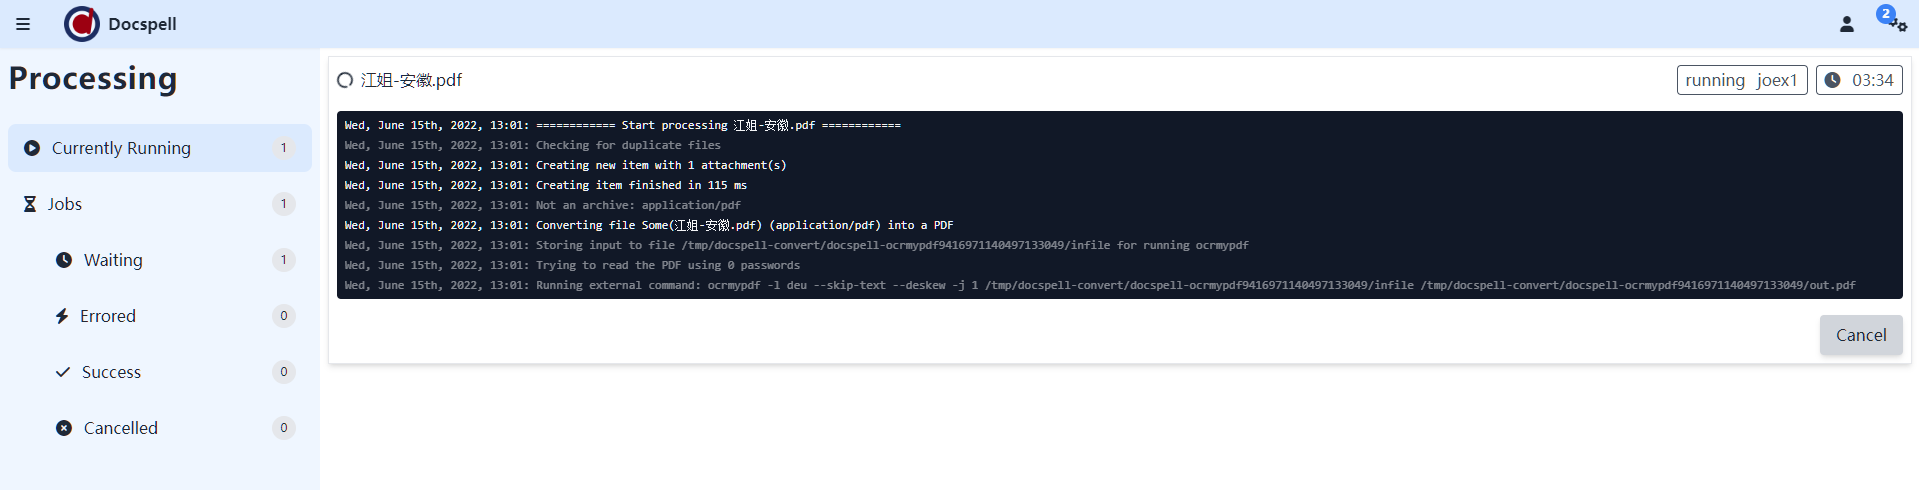 Docspell
2
Processing
Currently Running 1
Jobs 1
Waiting 1
Errored 0
Success 0
Cancelled 0
江姐-安徽.pdf
running joex1
03:34
Wed, June 15th, 2022, 13:01: ============ Start processing 江姐-安徽.pdf ============
Wed, June 15th, 2022, 13:01: Checking for duplicate files
Wed, June 15th, 2022, 13:01: Creating new item with 1 attachment(s)
Wed, June 15th, 2022, 13:01: Creating item finished in 115 ms
Wed, June 15th, 2022, 13:01: Not an archive: application/pdf
Wed, June 15th, 2022, 13:01: Converting file Some(江姐-安徽.pdf) (application/pdf) into a PDF
Wed, June 15th, 2022, 13:01: Storing input to file /tmp/docspell-convert/docspell-ocrmypdf9416971140497133049/infile for running ocrmypdf
Wed, June 15th, 2022, 13:01: Trying to read the PDF using 0 passwords
Wed, June 15th, 2022, 13:01: Running external command: ocrmypdf -l deu --skip-text --deskew -j 1 /tmp/docspell-convert/docspell-ocrmypdf9416971140497133049/infile /tmp/docspell-convert/docspell-ocrmypdf9416971140497133049/out.pdf
Cancel